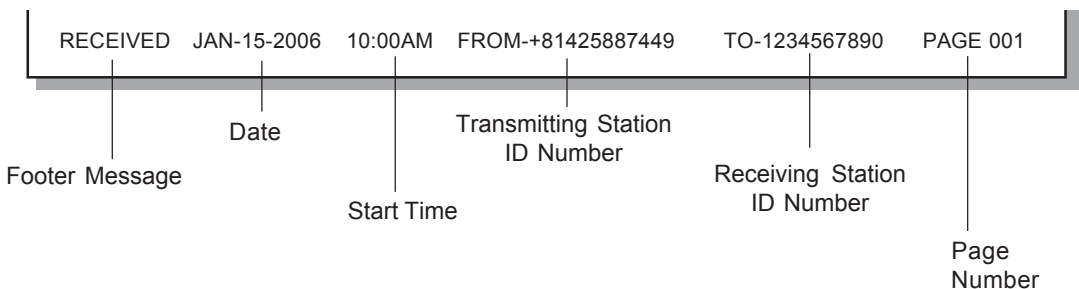 RECEIVED JAN-15-2006 10:00AM FROM-+81425887449 TO-1234567890 PAGE 001
Footer Message
Date
Start Time
Transmitting Station
ID Number
Receiving Station
ID Number
Page
Number